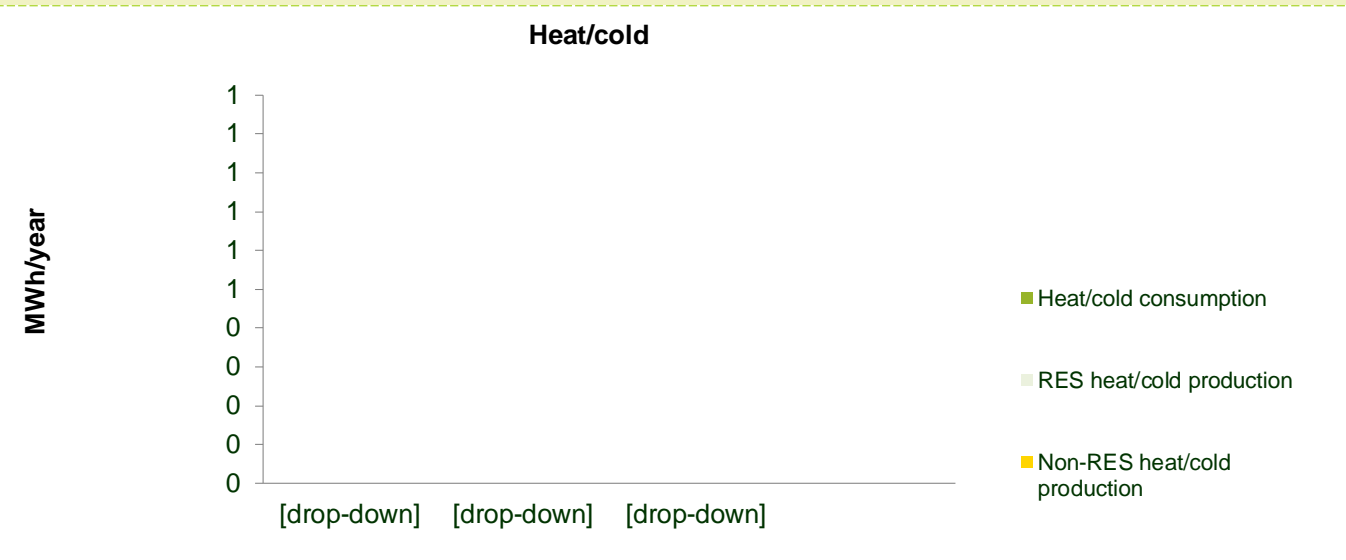 Heat/cold
MWh/year
1
1
1
1
1
1
0
0
0
0
0
[drop-down] [drop-down] [drop-down]
Heat/cold consumption
RES heat/cold production
Non-RES heat/cold
production